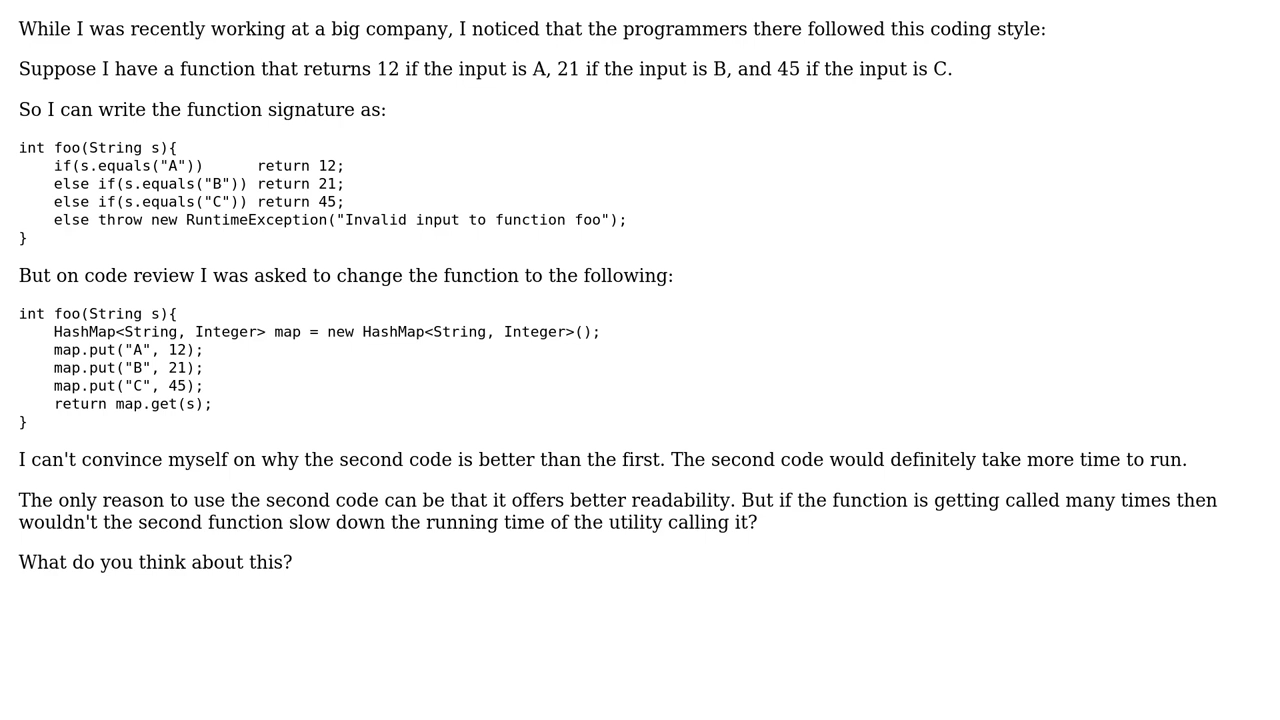 While I was recently working at a big company, I noticed that the programmers there followed this coding style:
Suppose I have a function that returns 12 if the input is A, 21 if the input is B, and 45 if the input is C.
So I can write the function signature as:
int foo(String s){
    if(s.equals("A"))      return 12;
    else if(s.equals("B")) return 21;
    else if(s.equals("C")) return 45;
    else throw new RuntimeException("Invalid input to function foo");
}
But on code review I was asked to change the function to the following:
int foo(String s){
    HashMap<String, Integer> map = new HashMap<String, Integer>();
    map.put("A", 12);
    map.put("B", 21);
    map.put("C", 45);
    return map.get(s);
}
I can't convince myself on why the second code is better than the first. The second code would definitely take more time to run.
The only reason to use the second code can be that it offers better readability. But if the function is getting called many times then
wouldn't the second function slow down the running time of the utility calling it?
What do you think about this?